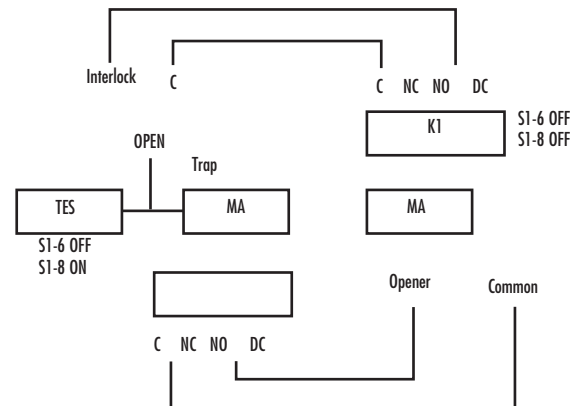 Interlock
C
C NC NO DC
K1
S1-6 OFF
S1-8 OFF
OPEN
Trap
TES
MA
MA
S1-6 OFF
S1-8 ON
Opener
Common
C NC NO DC